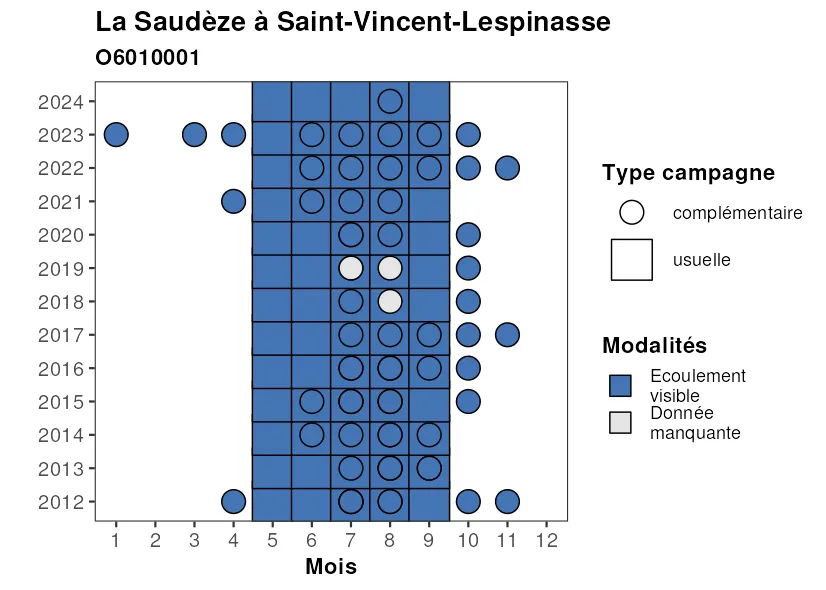 La Saudèze à Saint-Vincent-Lespinasse
O6010001
2024
2023
2022
2021
2020
2019
2018
2017
2016
2015
2014
2013
2012
1 2 3 4 5 6 7 8 9 10 11 12
Mois
Type campagne
complémentaire
usuelle
Modalités
Ecoulement
visible
Donnée
manquante